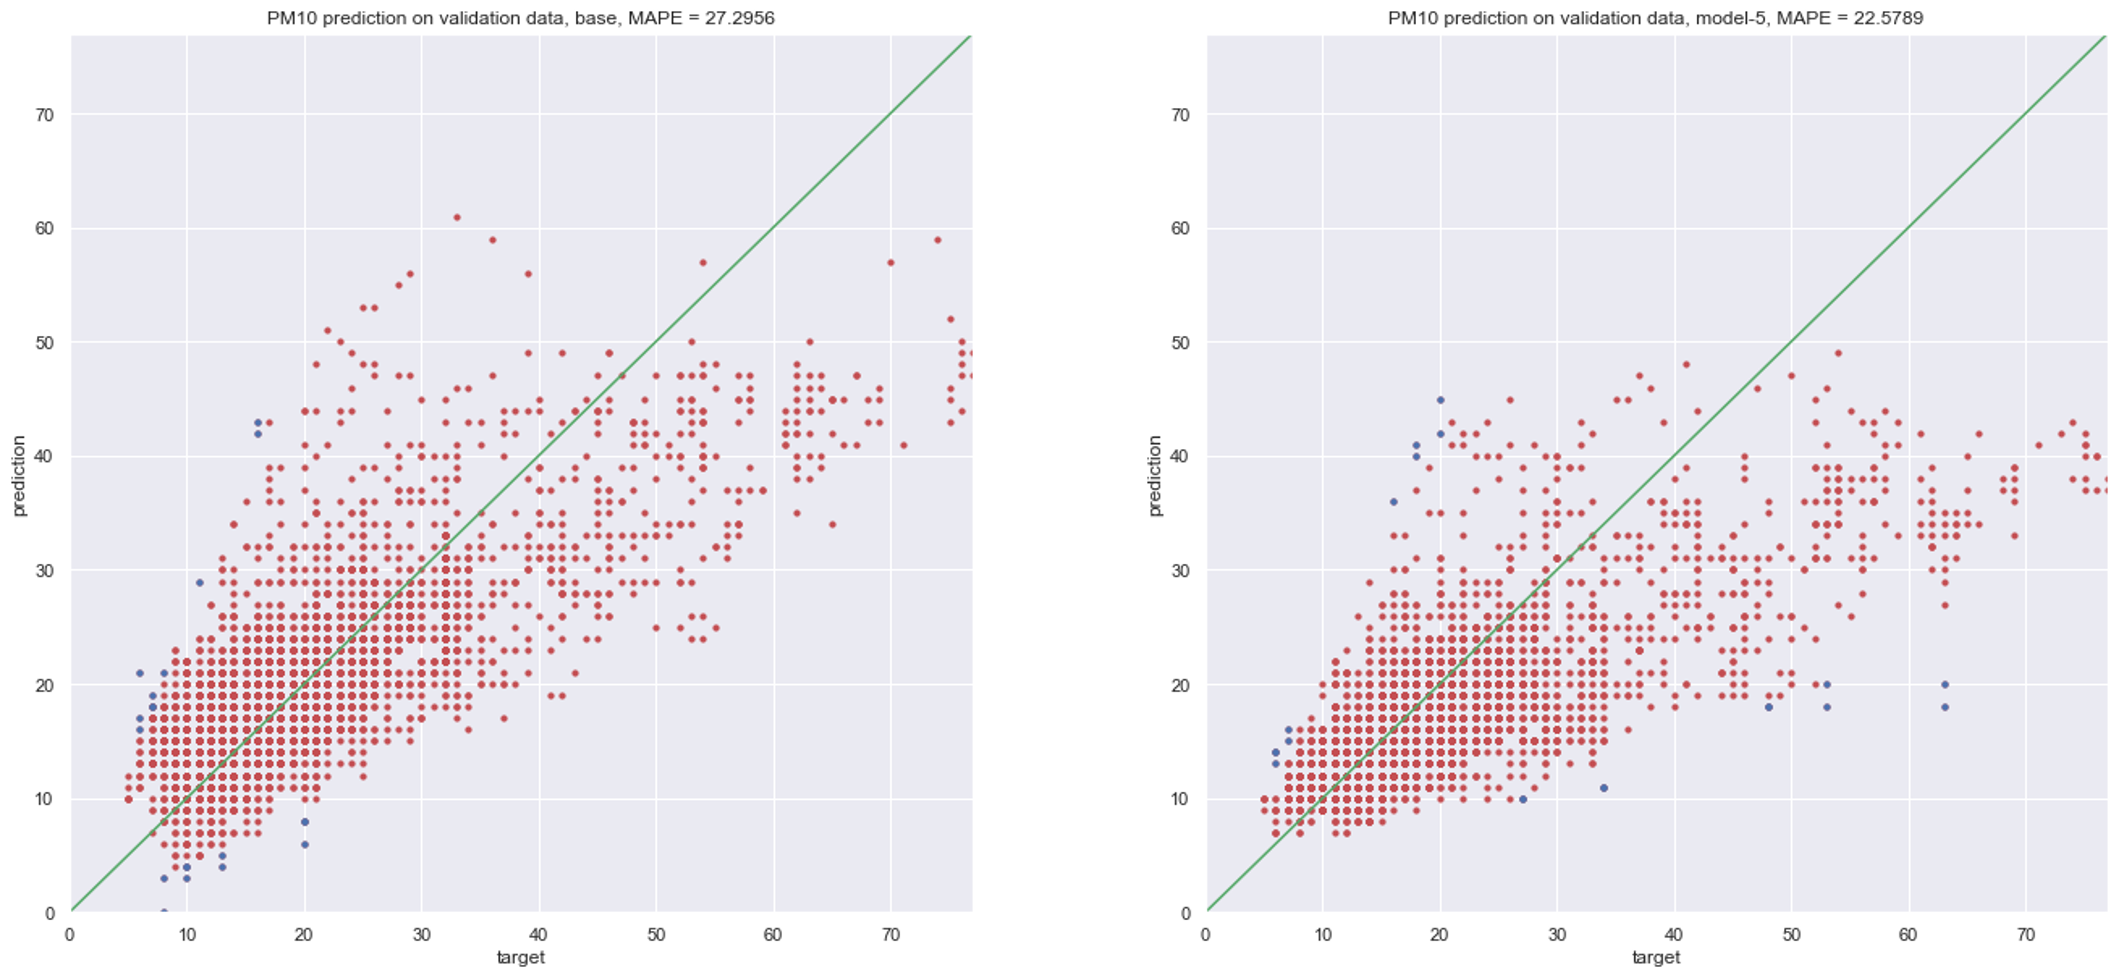 PM10 prediction on validation data, base, MAPE = 27.2956
70
60
50
40
30
20
10
0
prediction
0 10 20 30 40 50 60 70
target
PM10 prediction on validation data, model-5, MAPE = 22.5789
70
60
50
40
30
20
10
0
prediction
0 10 20 30 40 50 60 70
target